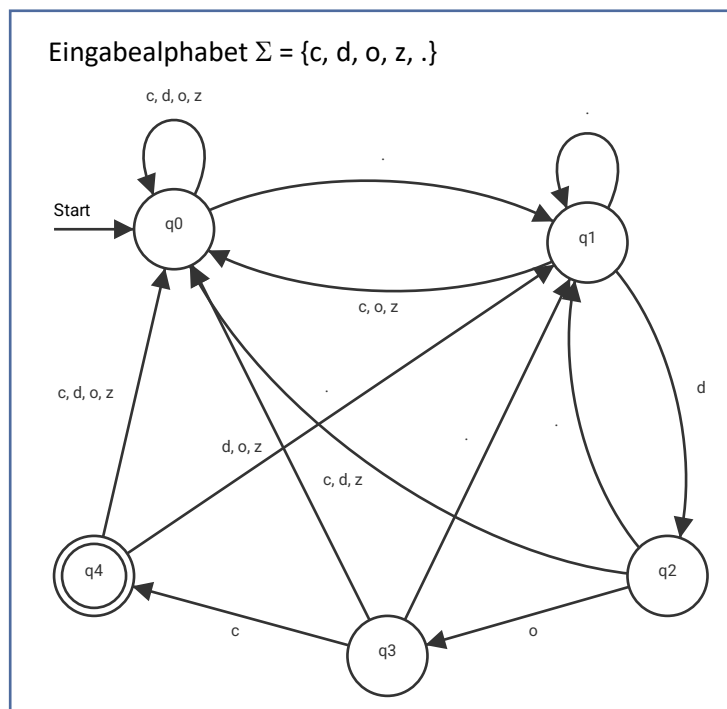 Eingabealphabet Σ = {c, d, o, z, .}
c, d, o, z
.
.
Start
q0
q1
c, o, z
c, d, o, z
.
d
d, o, z
.
.
c, d, z
q4
q2
c
q3
o